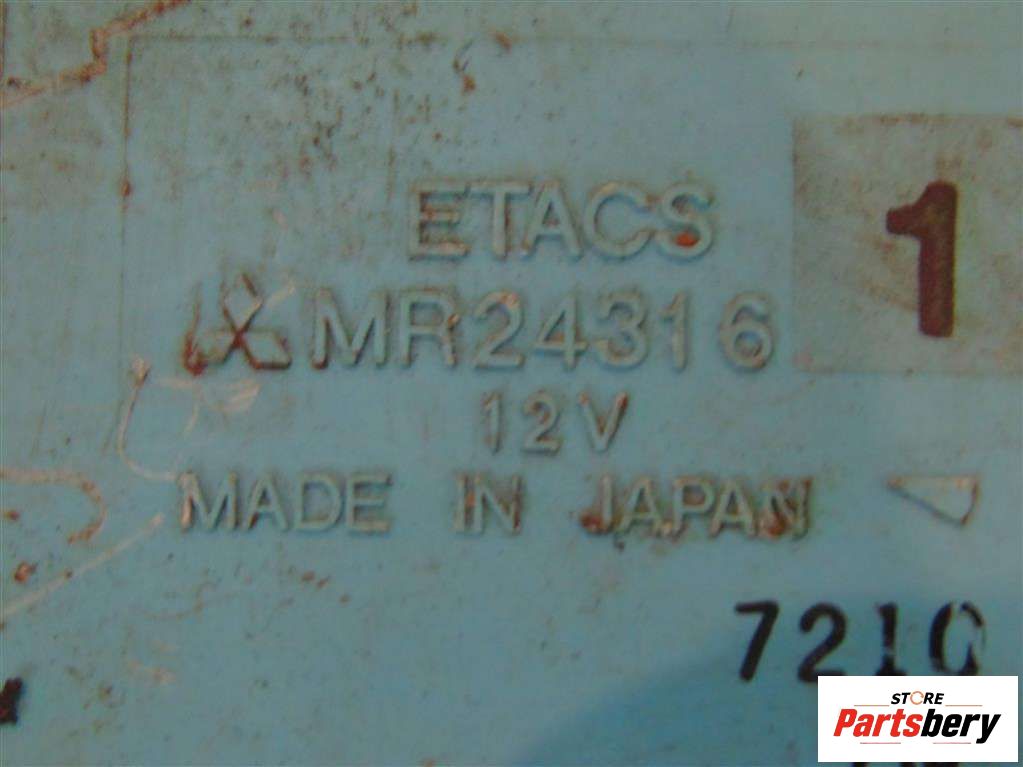 ETACS
MR24316 1
12V
MADE IN JAPAN
7210
STORE
Partsbery